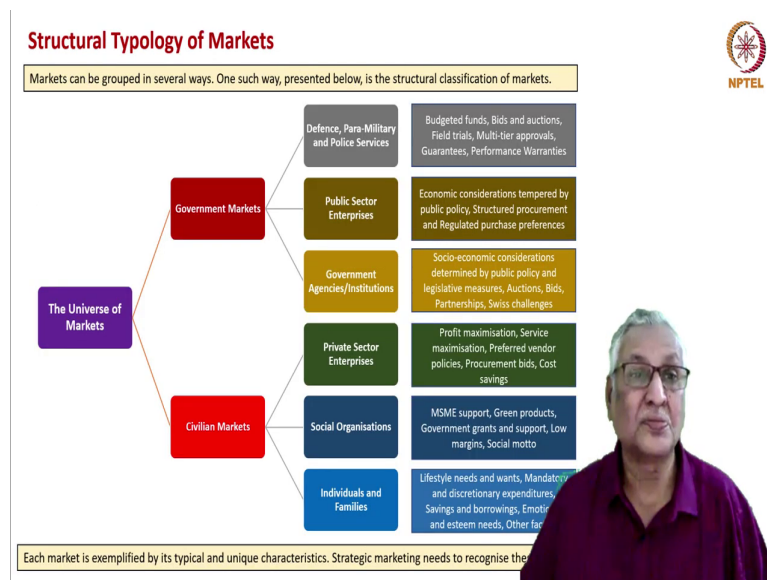 Structural Typology of Markets
NPTEL
Markets can be grouped in several ways. One such way, presented below, is the structural classification of markets.
The Universe of
Markets
Government Markets
Defence, Para-Military
and Police Services
Budgeted funds, Bids and auctions,
Field trials, Multi-tier approvals,
Guarantees, Performance Warranties
Public Sector
Enterprises
Economic considerations tempered by
public policy, Structured procurement
and Regulated purchase preferences
Government
Agencies/Institutions
Socio-economic considerations
determined by public policy and
legislative measures, Auctions, Bids,
Partnerships, Swiss challenges
Civilian Markets
Private Sector
Enterprises
Profit maximisation, Service
maximisation, Preferred vendor
policies, Procurement bids, Cost
savings
Social Organisations
MSME support, Green products,
Government grants and support, Low
margins, Social motto
Individuals and
Families
Lifestyle needs and wants, Mandatory
and discretionary expenditures,
Savings and borrowings,
and esteem needs, Other
Each market is exemplified by its typical and unique characteristics. Strategic marketing needs to recognise